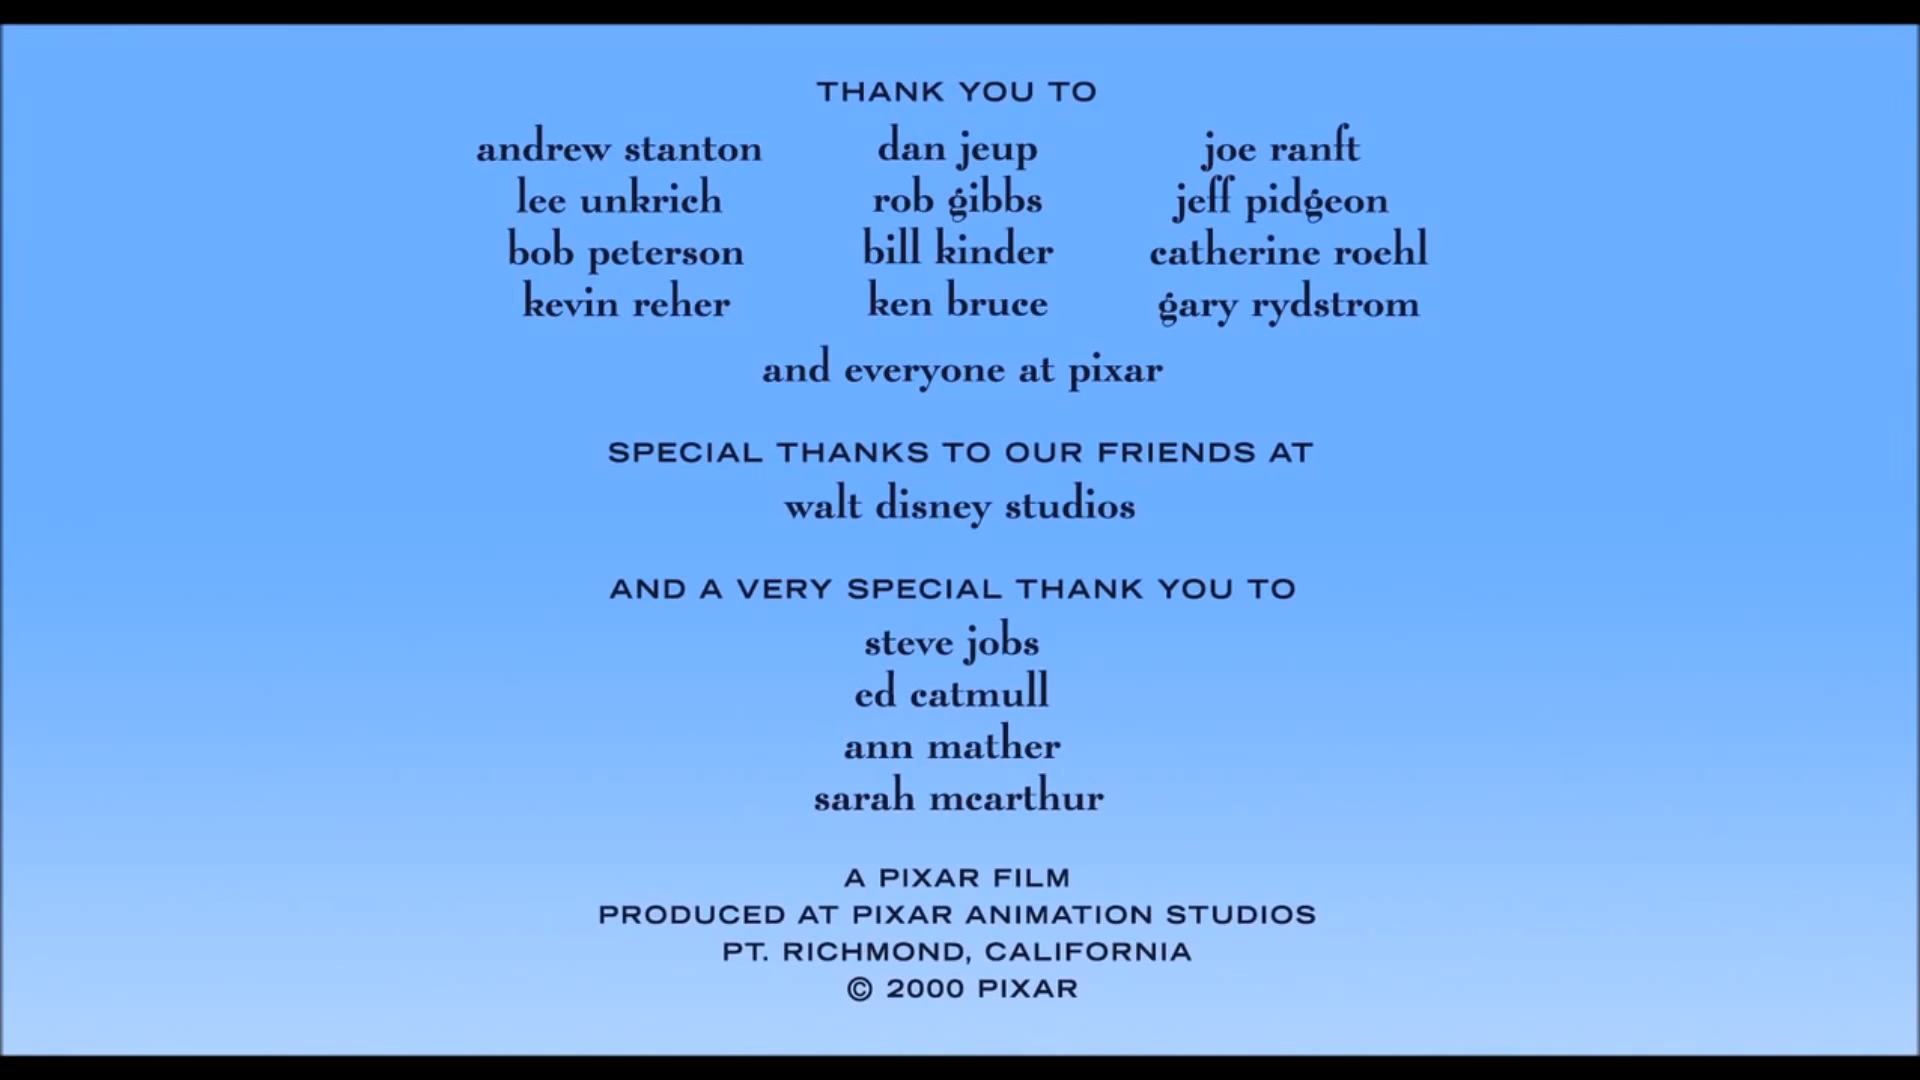 THANK YOU TO
andrew stanton dan jeup joe ranft
lee unkrich rob gibbs jeff pidgeon
bob peterson bill kinder catherine roehl
kevin reher ken bruce gary rydstrom
and everyone at pixar
SPECIAL THANKS TO OUR FRIENDS AT
walt disney studios
AND A VERY SPECIAL THANK YOU TO
steve jobs
ed catmull
ann mather
sarah mcarthur
A PIXAR FILM
PRODUCED AT PIXAR ANIMATION STUDIOS
PT. RICHMOND, CALIFORNIA
© 2000 PIXAR